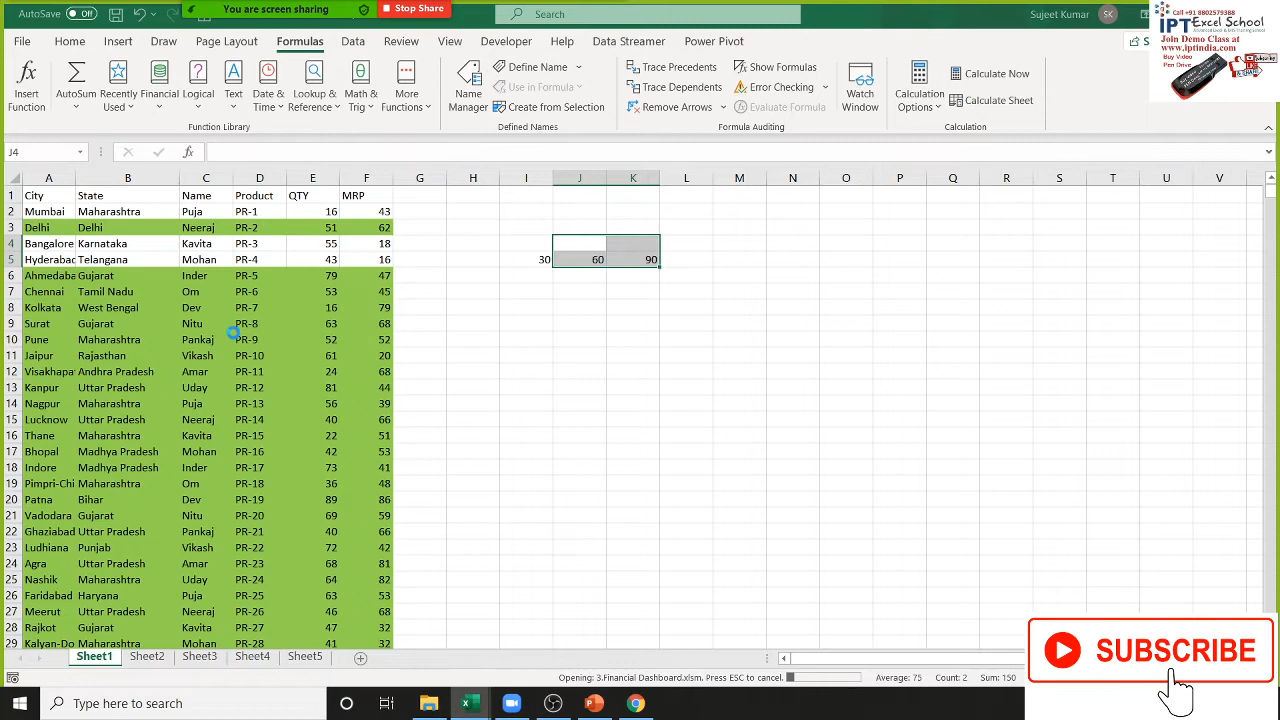 You are screen sharing
Stop Share
AutoSave Off
Search
Sujeet Kumar SK
Call +91 8802579388
IPT Excel School
Join Demo Class at
www.iptindia.com
Buy Video
Pen Drive
File Home Insert Draw Page Layout Formulas Data Review Help Data Streamer Power Pivot
Insert Function
AutoSum
Recently Used
Financial
Logical
Text
Date & Time
Lookup & Reference
Math & Trig
More Functions
Function Library
Name Manager
Define Name
Use in Formula
Create from Selection
Defined Names
Trace Precedents
Trace Dependents
Remove Arrows
Show Formulas
Error Checking
Evaluate Formula
Formula Auditing
Watch Window
Calculation Options
Calculate Now
Calculate Sheet
Calculation
J4 fx
A B C D E F G H I J K L M N O P Q R S T U V
1 City State Name Product QTY MRP
2 Mumbai Maharashtra Puja PR-1 16 43
3 Delhi Delhi Neeraj PR-2 51 62
4 Bangalore Karnataka Kavita PR-3 55 18
5 Hyderabac Telangana Mohan PR-4 43 16 30 60 90
6 Ahmedaba Gujarat Inder PR-5 79 47
7 Chennai Tamil Nadu Om PR-6 53 45
8 Kolkata West Bengal Dev PR-7 16 79
9 Surat Gujarat Nitu PR-8 63 68
10 Pune Maharashtra Pankaj PR-9 52 52
11 Jaipur Rajasthan Vikash PR-10 61 20
12 Visakhapa Andhra Pradesh Amar PR-11 24 68
13 Kanpur Uttar Pradesh Uday PR-12 81 44
14 Nagpur Maharashtra Puja PR-13 56 39
15 Lucknow Uttar Pradesh Neeraj PR-14 40 66
16 Thane Maharashtra Kavita PR-15 22 51
17 Bhopal Madhya Pradesh Mohan PR-16 42 53
18 Indore Madhya Pradesh Inder PR-17 73 41
19 Pimpri-Chi Maharashtra Om PR-18 36 48
20 Patna Bihar Dev PR-19 89 86
21 Vadodara Gujarat Nitu PR-20 69 59
22 Ghaziabad Uttar Pradesh Pankaj PR-21 40 66
23 Ludhiana Punjab Vikash PR-22 72 42
24 Agra Uttar Pradesh Amar PR-23 68 81
25 Nashik Maharashtra Uday PR-24 64 82
26 Faridabad Haryana Puja PR-25 63 53
27 Meerut Uttar Pradesh Neeraj PR-26 46 68
28 Rajkot Gujarat Kavita PR-27 47 32
29 Kalyan-Do Maharashtra Mohan PR-28 41 32
SUBSCRIBE
Sheet1 Sheet2 Sheet3 Sheet4 Sheet5
Opening: 3.Financial Dashboard.xlsm. Press ESC to cancel. Average: 75 Count: 2 Sum: 150
Type here to search